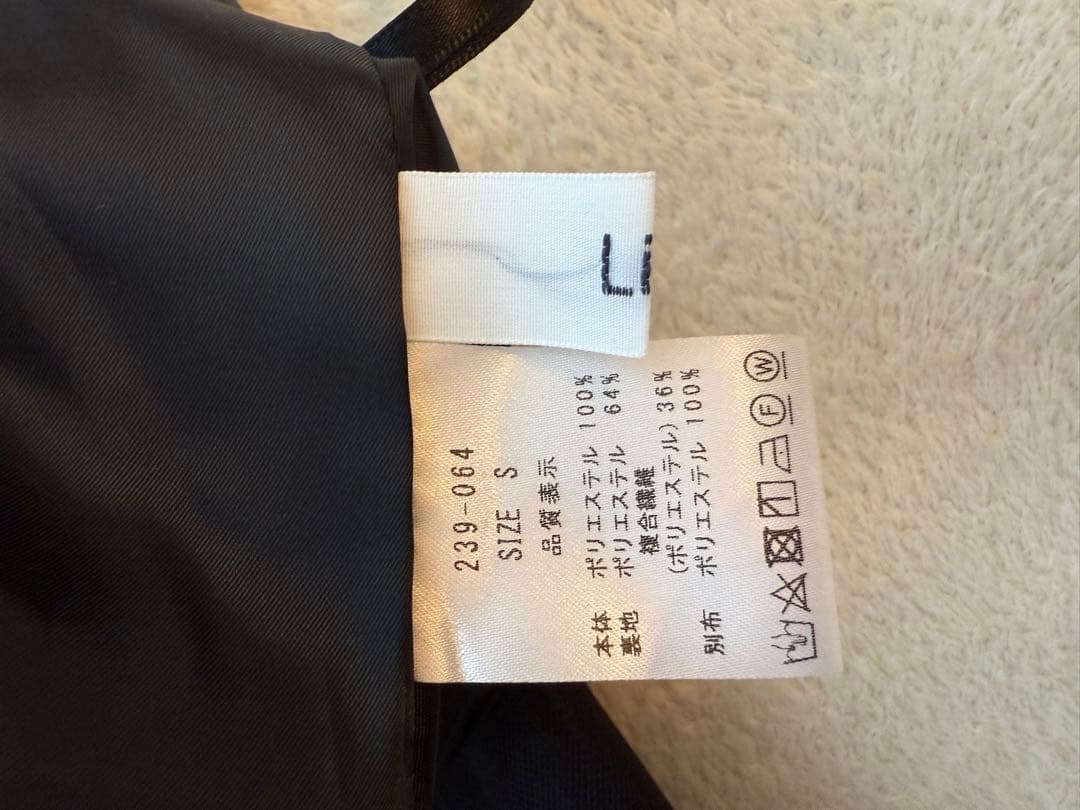 Li
239-064
SIZE S
品質表示
本体 ポリエステル 100%
裏地 ポリエステル 64%
複合繊維
(ポリエステル) 36%
別布 ポリエステル 100%
F W